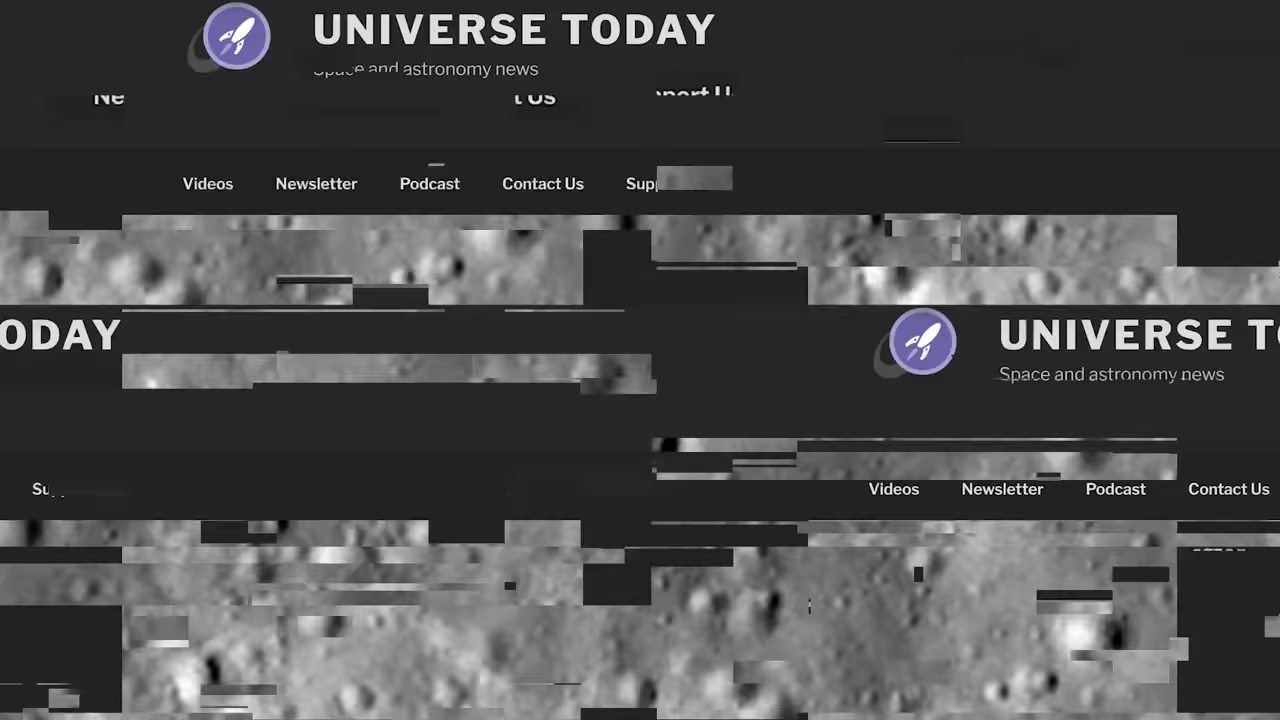 UNIVERSE TODAY
Space and astronomy news
Videos Newsletter Podcast Contact Us
ODAY
UNIVERSE
Space and astronomy news
Videos Newsletter Podcast Contact Us